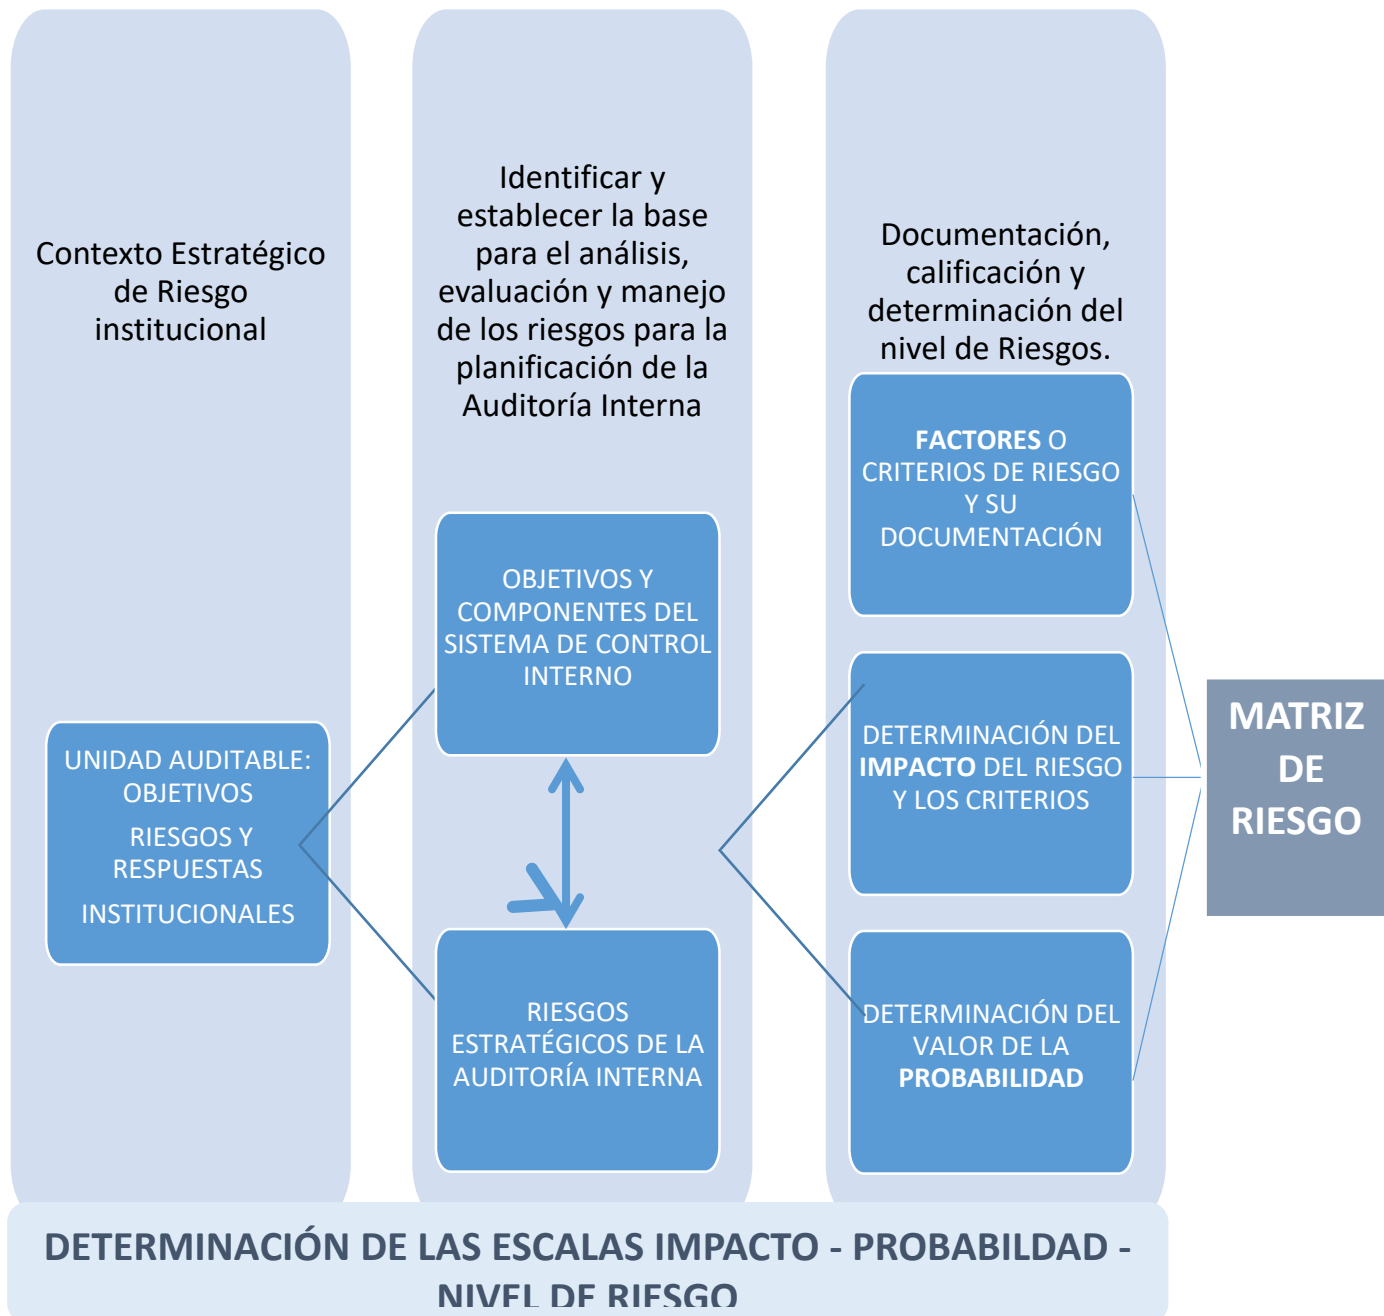 Contexto Estratégico
de Riesgo
institucional
UNIDAD AUDITABLE:
OBJETIVOS
RIESGOS Y
RESPUESTAS
INSTITUCIONALES
Identificar y
establecer la base
para el análisis,
evaluación y manejo
de los riesgos para la
planificación de la
Auditoría Interna
OBJETIVOS Y
COMPONENTES DEL
SISTEMA DE CONTROL
INTERNO
RIESGOS
ESTRATÉGICOS DE LA
AUDITORÍA INTERNA
Documentación,
calificación y
determinación del
nivel de Riesgos.
FACTORES O
CRITERIOS DE RIESGO
Y SU
DOCUMENTACIÓN
DETERMINACIÓN DEL
IMPACTO DEL RIESGO
Y LOS CRITERIOS
DETERMINACIÓN DEL
VALOR DE LA
PROBABILIDAD
MATRIZ
DE
RIESGO
DETERMINACIÓN DE LAS ESCALAS IMPACTO - PROBABILDAD -
NIVEL DE RIESGO